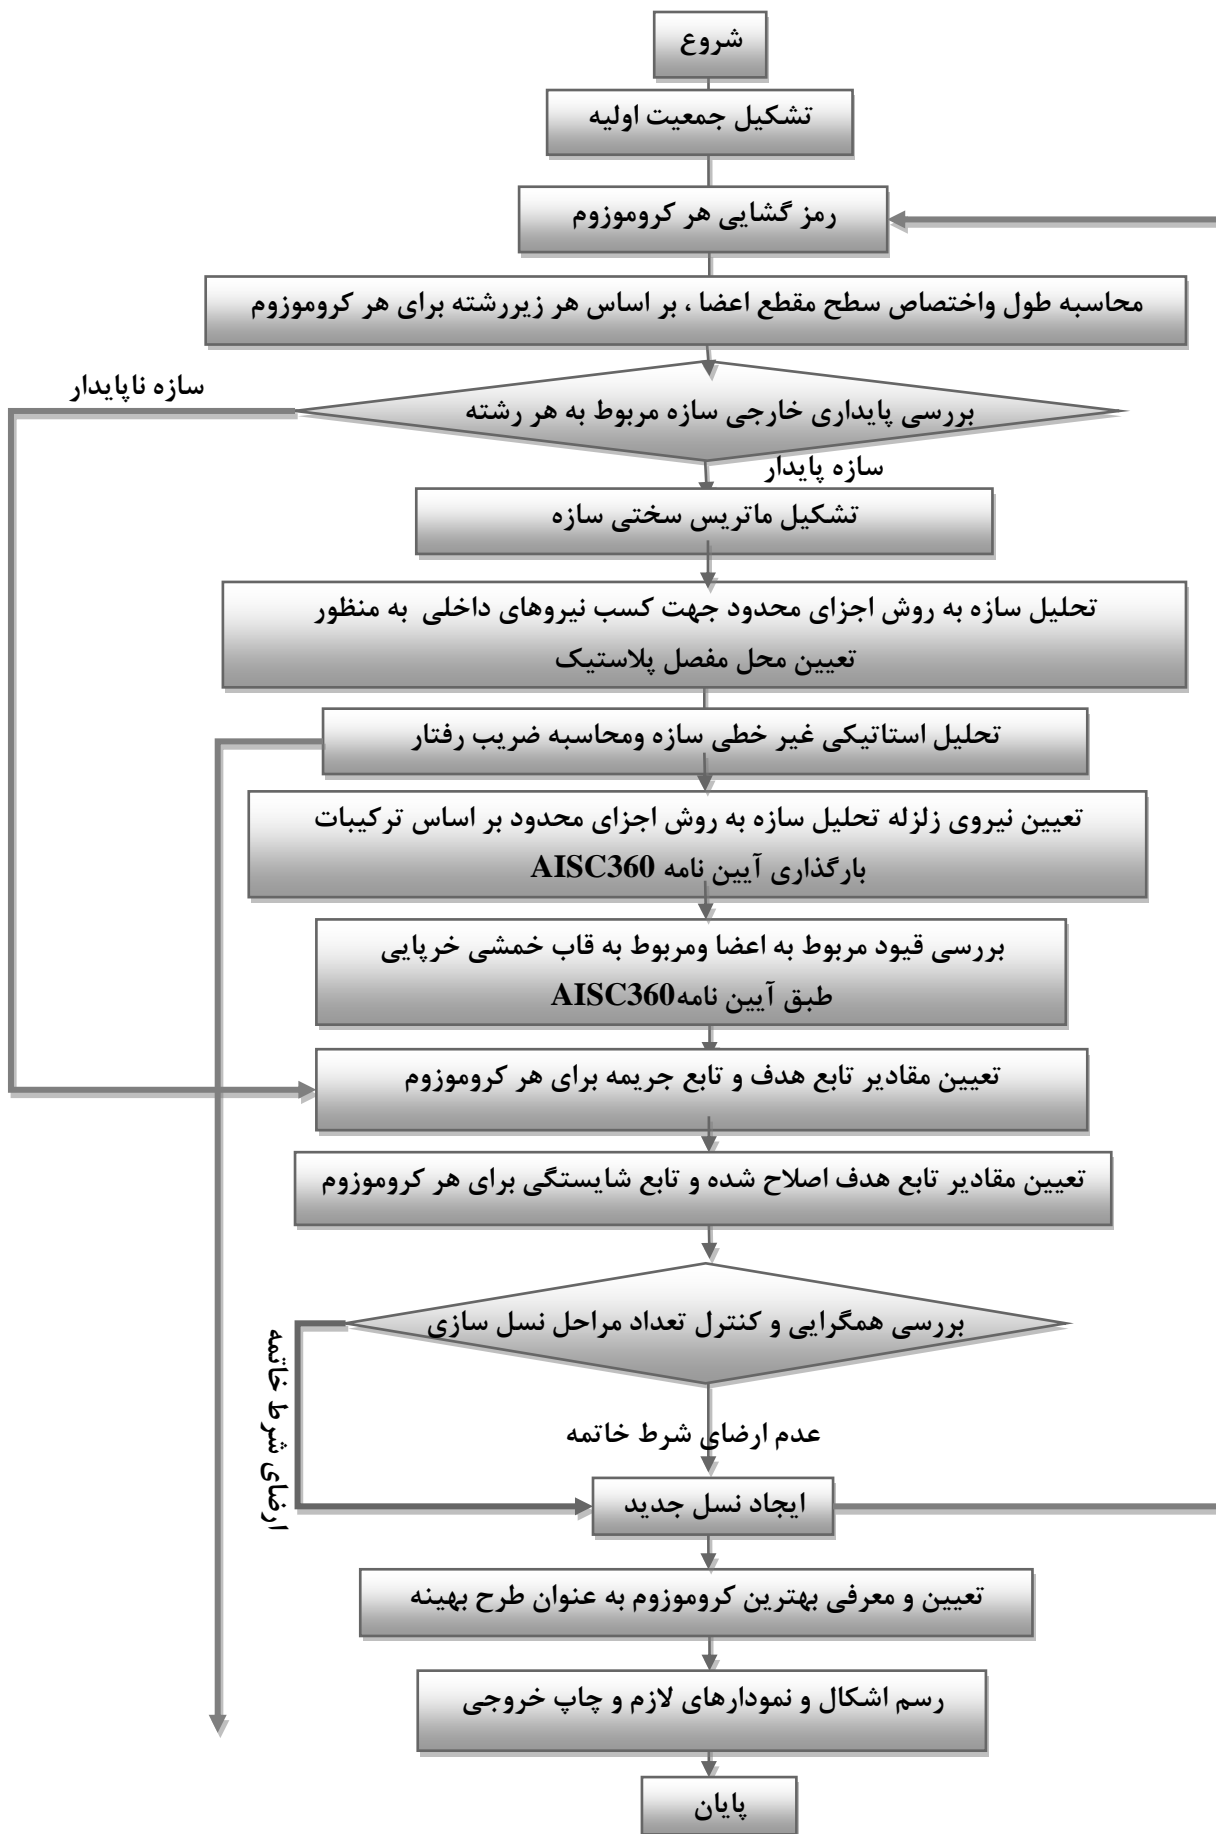 شروع
تشکیل جمعیت اولیه
رمز گشایی هر کروموزوم
محاسبه طول واختصاص سطح مقطع اعضا ، بر اساس هر زیررشته برای هر کروموزوم
سازه ناپایدار
بررسی پایداری خارجی سازه مربوط به هر رشته
سازه پایدار
تشکیل ماتریس سختی سازه
تحلیل سازه به روش اجزای محدود جهت کسب نیروهای داخلی به منظور
تعیین محل مفصل پلاستیک
تحلیل استاتیکی غیر خطی سازه ومحاسبه ضریب رفتار
تعیین نیروی زلزله تحلیل سازه به روش اجزای محدود بر اساس ترکیبات
بارگذاری آیین نامه AISC360
بررسی قیود مربوط به اعضا ومربوط به قاب خمشی خرپایی
طبق آیین نامهAISC360
تعیین مقادیر تابع هدف و تابع جریمه برای هر کروموزوم
تعیین مقادیر تابع هدف اصلاح شده و تابع شایستگی برای هر کروموزوم
بررسی همگرایی و کنترل تعداد مراحل نسل سازی
ارضای شرط خاتمه
عدم ارضای شرط خاتمه
ایجاد نسل جدید
تعیین و معرفی بهترین کروموزوم به عنوان طرح بهینه
رسم اشکال و نمودارهای لازم و چاپ خروجی
پایان